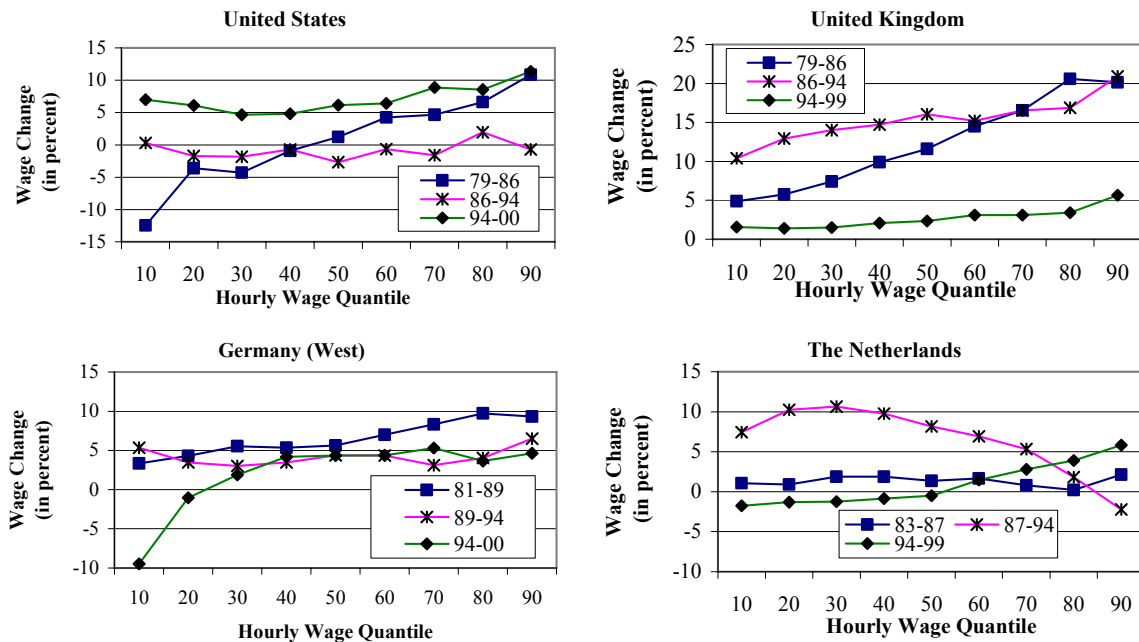 United States
Wage Change
(in percent)
15
10
5
0
-5
-10
-15
79-86
86-94
94-00
10 20 30 40 50 60 70 80 90
Hourly Wage Quantile
United Kingdom
Wage Change
(in percent)
25
20
15
10
5
0
79-86
86-94
94-99
10 20 30 40 50 60 70 80 90
Hourly Wage Quantile
Germany (West)
Wage Change
(in percent)
15
10
5
0
-5
-10
81-89
89-94
94-00
10 20 30 40 50 60 70 80 90
Hourly Wage Quantile
The Netherlands
Wage Change
(in percent)
15
10
5
0
-5
-10
83-87 87-94
94-99
10 20 30 40 50 60 70 80 90
Hourly Wage Quantile